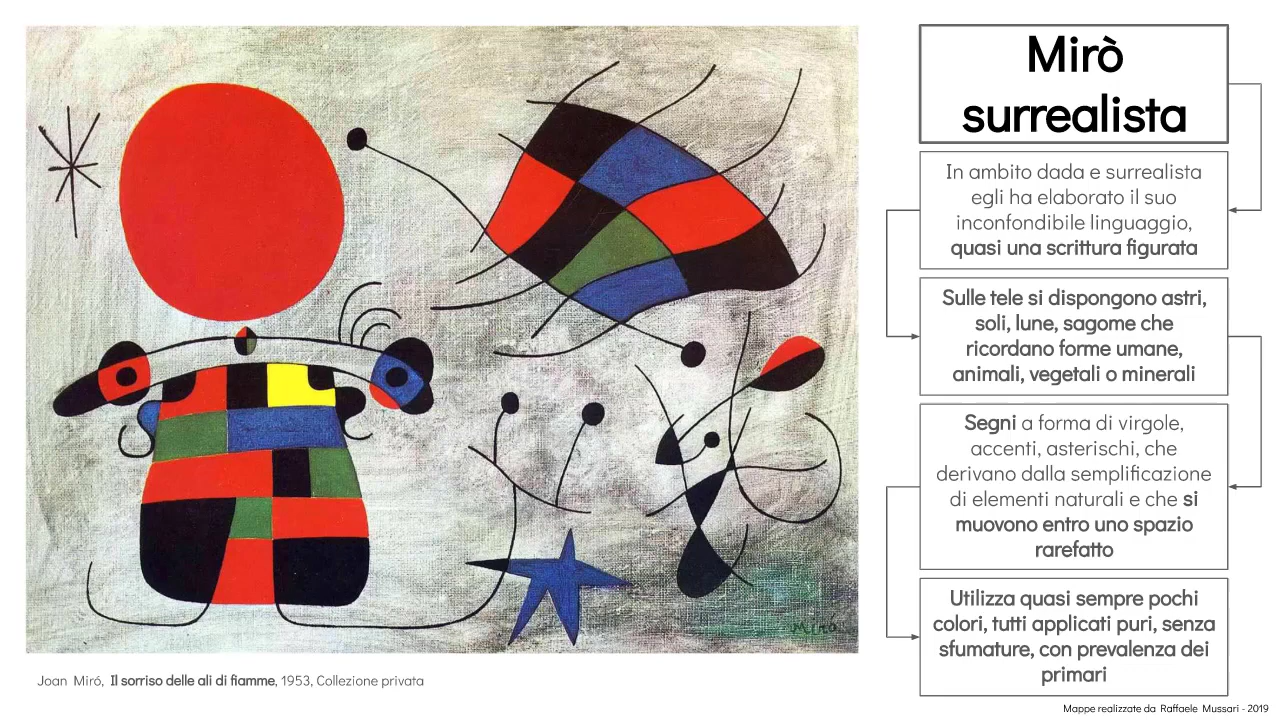 Mirò
surrealista
In ambito dada e surrealista
egli ha elaborato il suo
inconfondibile linguaggio,
quasi una scrittura figurata
Sulle tele si dispongono astri,
soli, lune, sagome che
ricordano forme umane,
animali, vegetali o minerali
Segni a forma di virgole,
accenti, asterischi, che
derivano dalla semplificazione
di elementi naturali e che si
muovono entro uno spazio
rarefatto
Utilizza quasi sempre pochi
colori, tutti applicati puri, senza
sfumature, con prevalenza dei
primari
Miró
Joan Miró, Il sorriso delle ali di fiamme, 1953, Collezione privata
Mappe realizzate da Raffaele Mussari - 2019